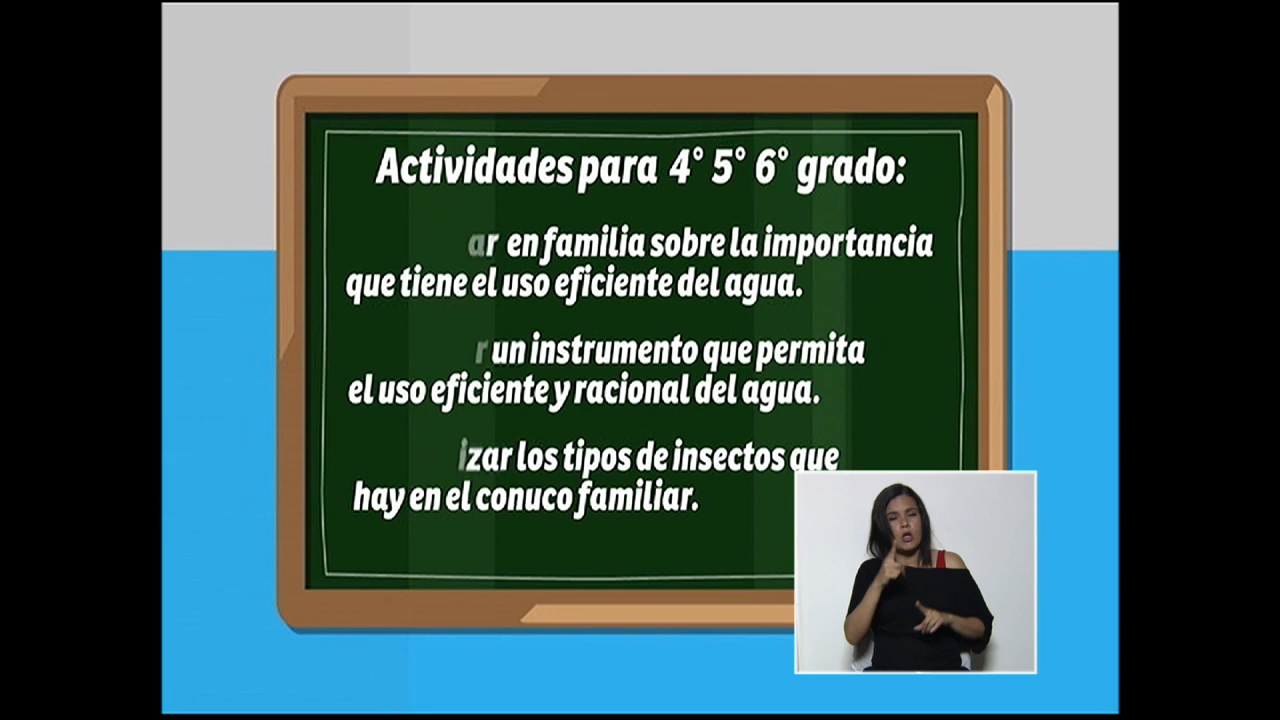 Actividades para 4° 5° 6° grado:
en familia sobre la importancia
que tiene el uso eficiente del agua.
un instrumento que permita
el uso eficiente y racional del agua.
los tipos de insectos que
hay en el conuco familiar.